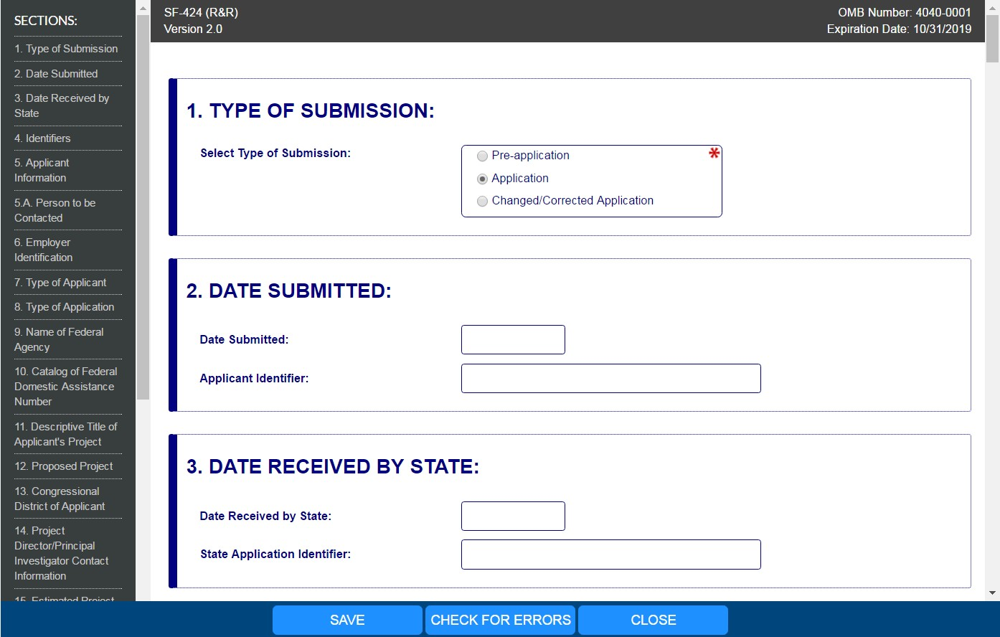 SF-424 (R&R)
Version 2.0
OMB Number: 4040-0001
Expiration Date: 10/31/2019
SECTIONS:
1. Type of Submission
2. Date Submitted
3. Date Received by
State
4. Identifiers
5. Applicant
Information
5.A. Person to be
Contacted
6. Employer
Identification
7. Type of Applicant
8. Type of Application
9. Name of Federal
Agency
10. Catalog of Federal
Domestic Assistance
Number
11. Descriptive Title of
Applicant's Project
12. Proposed Project
13. Congressional
District of Applicant
14. Project
Director/Principal
Investigator Contact
Information
15. Estimated Project
1. TYPE OF SUBMISSION:
Select Type of Submission:
Pre-application
*
Application
Changed/Corrected Application
2. DATE SUBMITTED:
Date Submitted:
Applicant Identifier:
3. DATE RECEIVED BY STATE:
Date Received by State:
State Application Identifier:
SAVE
CHECK FOR ERRORS
CLOSE